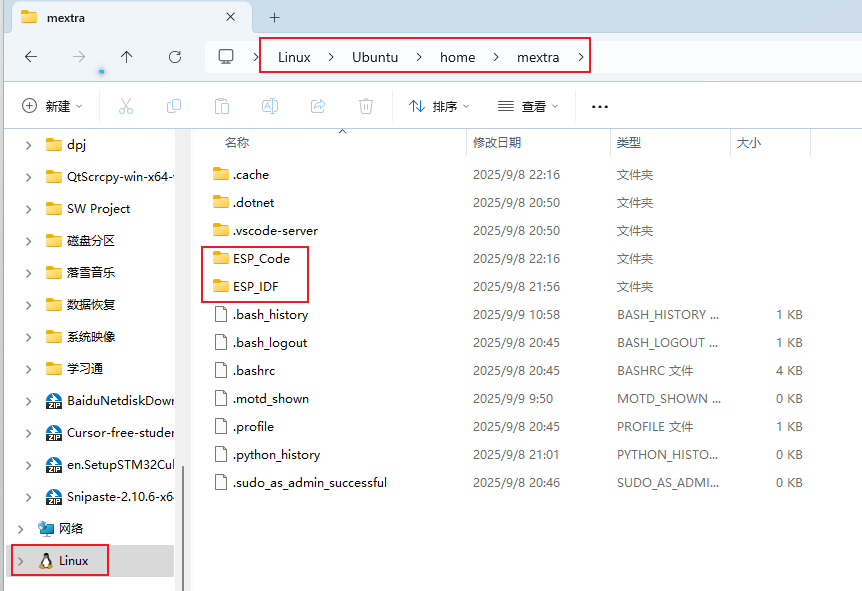 mextra
Linux > Ubuntu > home > mextra >
新建 排序 查看 ...
名称 修改日期 类型 大小
dpj
QtScrcpy-win-x64-
SW Project
磁盘分区
落雪音乐
数据恢复
系统映像
学习通
BaiduNetdiskDown
Cursor-free-studen
en.SetupSTM32Cul
Snipaste-2.10.6-x6
网络
Linux
.cache 2025/9/8 22:16 文件夹
.dotnet 2025/9/8 20:50 文件夹
.vscode-server 2025/9/8 20:50 文件夹
ESP_Code 2025/9/8 22:16 文件夹
ESP_IDF 2025/9/8 21:56 文件夹
.bash_history 2025/9/9 10:58 BASH_HISTORY ... 1 KB
.bash_logout 2025/9/8 20:45 BASH_LOGOUT ... 1 KB
.bashrc 2025/9/8 20:45 BASHRC 文件 4 KB
.motd_shown 2025/9/9 9:50 MOTD_SHOWN ... 0 KB
.profile 2025/9/8 20:45 PROFILE 文件 1 KB
.python_history 2025/9/8 21:01 PYTHON_HISTO... 0 KB
.sudo_as_admin_successful 2025/9/8 20:46 SUDO_AS_ADMI... 0 KB